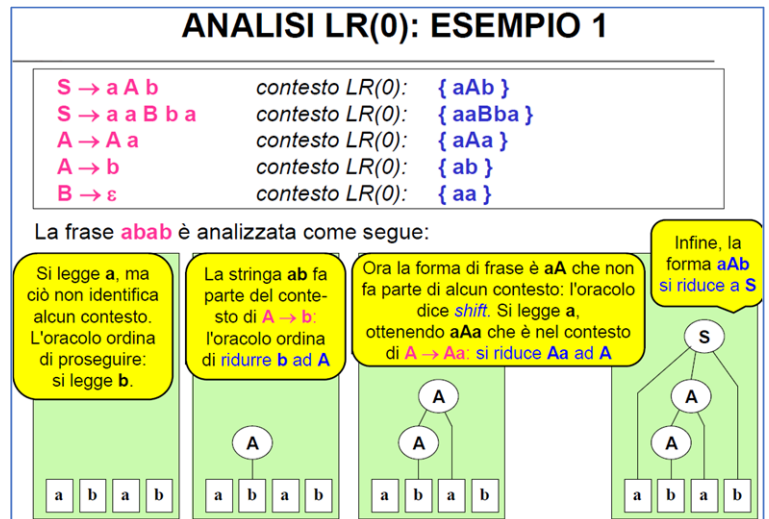 ANALISI LR(0): ESEMPIO 1
S → a A b contesto LR(0): { aAb }
S → a a B b a contesto LR(0): { aaBba }
A → A a contesto LR(0): { aAa }
A → b contesto LR(0): { ab }
B → ε contesto LR(0): { aa }
La frase abab è analizzata come segue:
Si legge a, ma
ciò non identifica
alcun contesto.
L'oracolo ordina
di proseguire:
si legge b.
La stringa ab fa
parte del conte-
sto di A → b:
l'oracolo ordina
di ridurre b ad A
Ora la forma di frase è aA che non
fa parte di alcun contesto: l'oracolo
dice shift. Si legge a,
ottenendo aAa che è nel contesto
di A → Aa: si riduce Aa ad A
Infine, la
forma aAb
si riduce a S
a b a b
A
a b a b
A
A
a b a b
S
A
A
a b a b